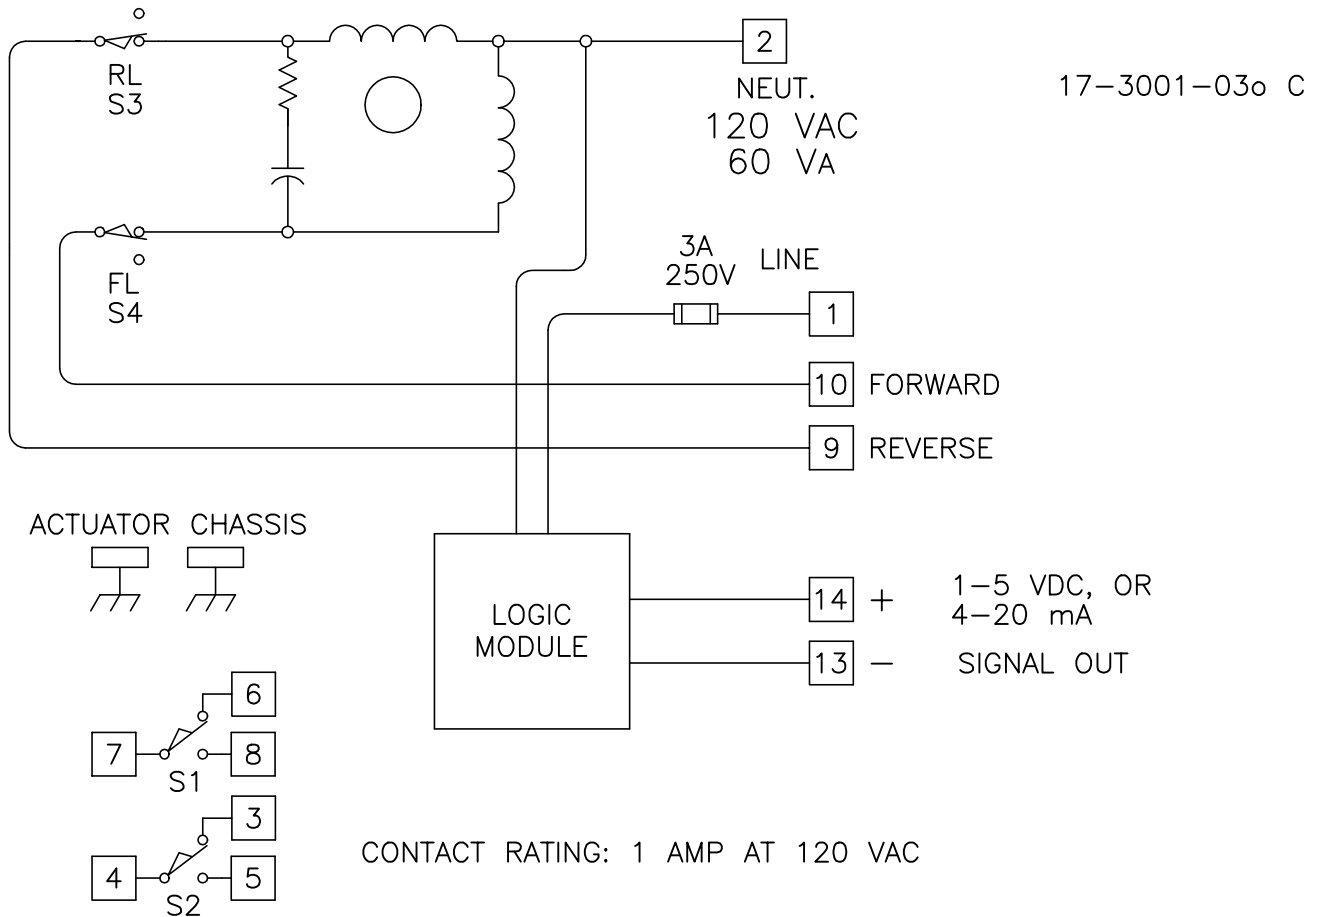 2
RL
S3
NEUT.
120 VAC
60 VA
17-3001-03o C
3A
250V
LINE
FL
S4
1
10 FORWARD
9 REVERSE
ACTUATOR CHASSIS
LOGIC
MODULE
14 + 1-5 VDC, OR
4-20 mA
13 - SIGNAL OUT
6
7
8
S1
3
4
5
S2
CONTACT RATING: 1 AMP AT 120 VAC